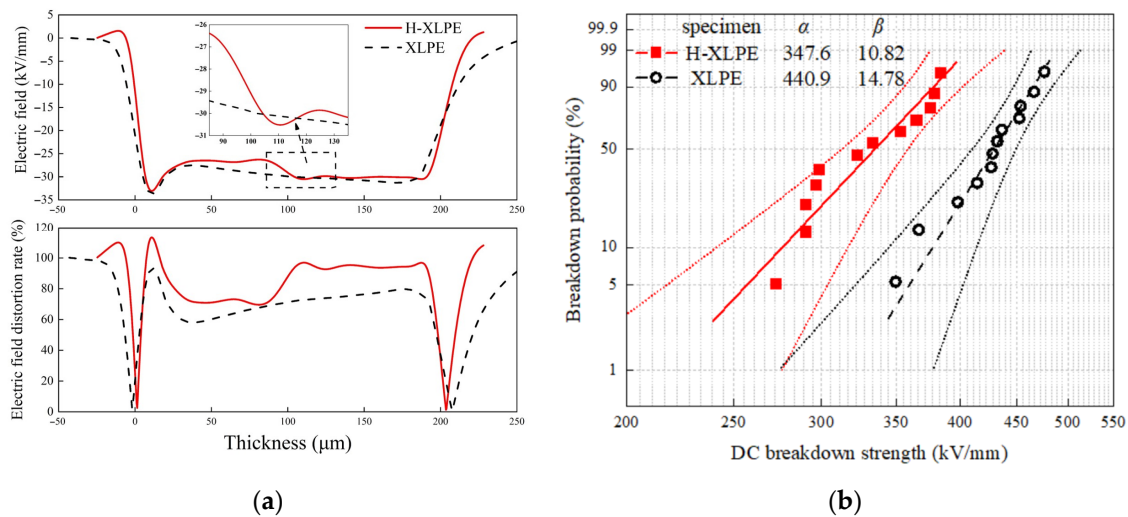 5
0
-5
-10
-15
-20
-25
-30
-35
Electric field (kV/mm)
H-XLPE
XLPE
-26
-27
-28
-29
-30
-31
90 100 110 120 130
-50 0 50 100 150 200 250
120
100
80
60
40
20
0
Electric field distortion rate (%)
-50 0 50 100 150 200 250
Thickness (μm)
(a)
99.9
99
90
50
10
5
1
Breakdown probability (%)
specimen α β
H-XLPE 347.6 10.82
XLPE 440.9 14.78
200 250 300 350 400 450 500 550
DC breakdown strength (kV/mm)
(b)